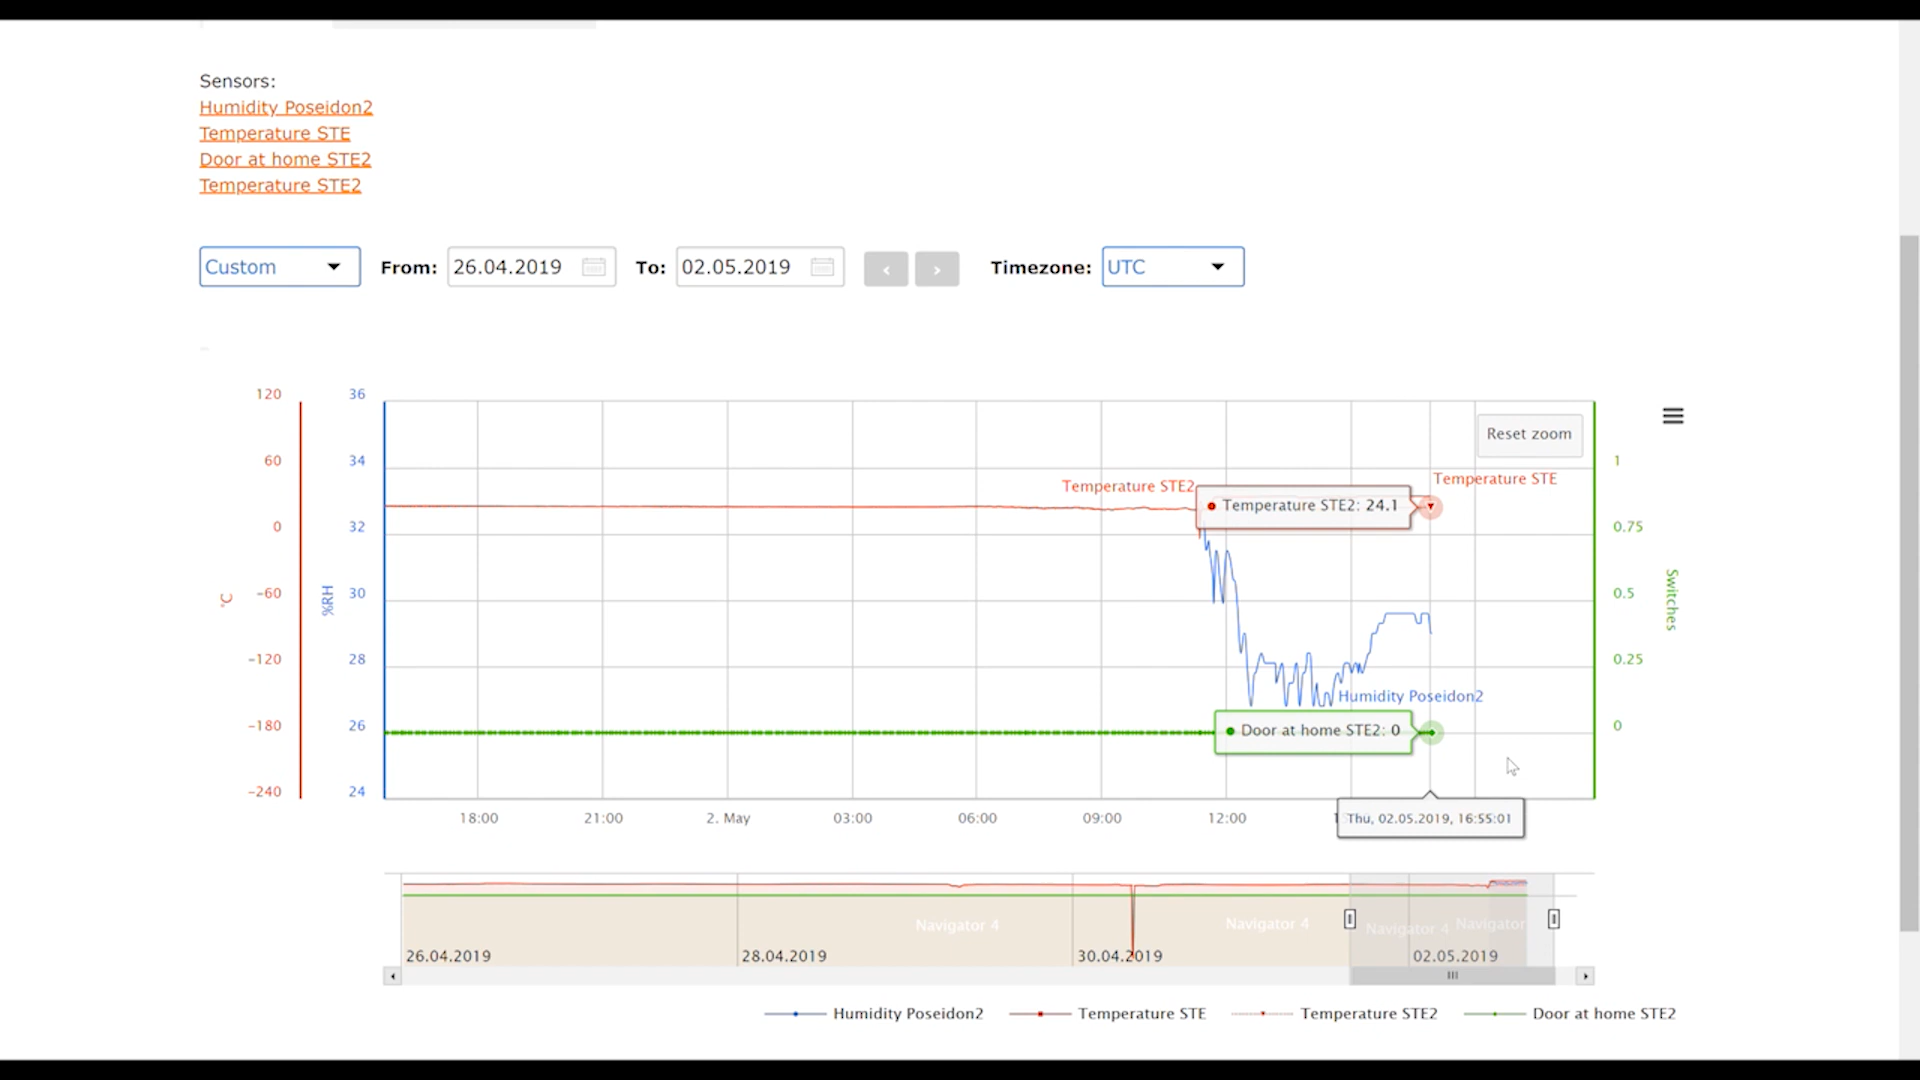 Sensors:
Humidity Poseidon2
Temperature STE
Door at home STE2
Temperature STE2
Custom From: 26.04.2019 To: 02.05.2019 ‹ › Timezone: UTC
120 36
60 34 1
0 32 0.75
-60 30 0.5
-120 28 0.25
-180 26 0
-240 24
°C
%RH
Switches
Reset zoom
Temperature STE
Temperature STE2
Temperature STE2: 24.1
Humidity Poseidon2
Door at home STE2: 0
18:00 21:00 2. May 03:00 06:00 09:00 12:00
Thu, 02.05.2019, 16:55:01
Navigator 4 Navigator 4 Navigator 4 Navigator
26.04.2019 28.04.2019 30.04.2019 02.05.2019
Humidity Poseidon2 Temperature STE Temperature STE2 Door at home STE2